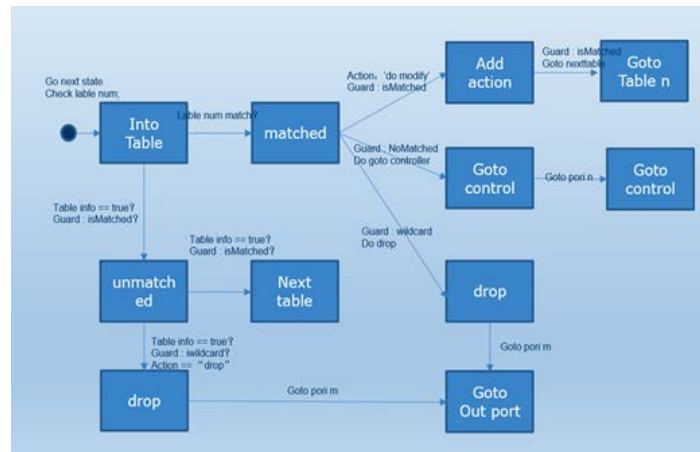 Go next state
Check lable num,
Into
Table
Lable num match?
matched
Action，'do modify'
Guard : isMatched
Add
action
Guard : isMatched
Goto nexttable
Goto
Table n
Guard : NoMatched
Do goto controller
Goto
control
Goto pori n
Goto
control
Table info == true?
Guard : isMatched?
unmatch
ed
Table info == true?
Guard : isMatched?
Next
table
Guard : wildcard
Do drop
drop
Goto pori m
Table info == true?
Guard : iwildcard?
Action == “drop”
drop
Goto pori m
Goto
Out port